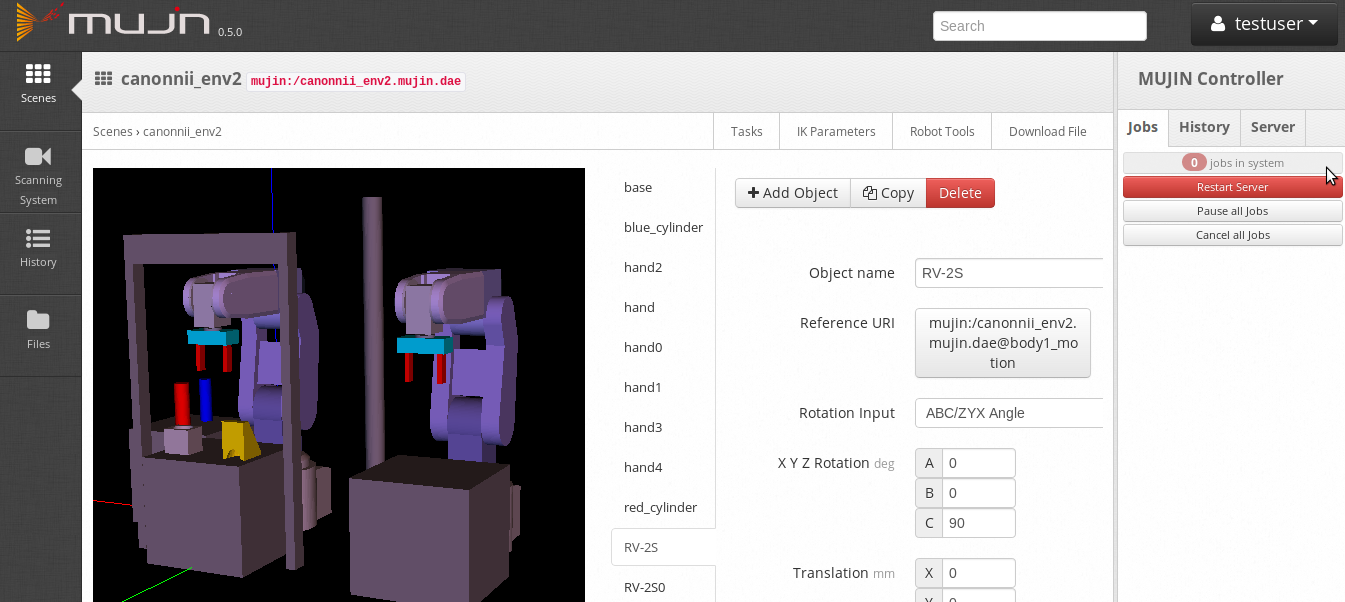 mujin 0.5.0
Search
testuser
Scenes
Scanning
System
History
Files
canonnii_env2 mujin:/canonnii_env2.mujin.dae
Scenes › canonnii_env2
Tasks
IK Parameters
Robot Tools
Download File
base
blue_cylinder
hand2
hand
hand0
hand1
hand3
hand4
red_cylinder
RV-2S
RV-2S0
Add Object
Copy
Delete
Object name
RV-2S
Reference URI
mujin:/canonnii_env2.
mujin.dae@body1_mo
tion
Rotation Input
ABC/ZYX Angle
X Y Z Rotation deg
A 0
B 0
C 90
Translation mm
X 0
MUJIN Controller
Jobs
History
Server
0 jobs in system
Restart Server
Pause all Jobs
Cancel all Jobs